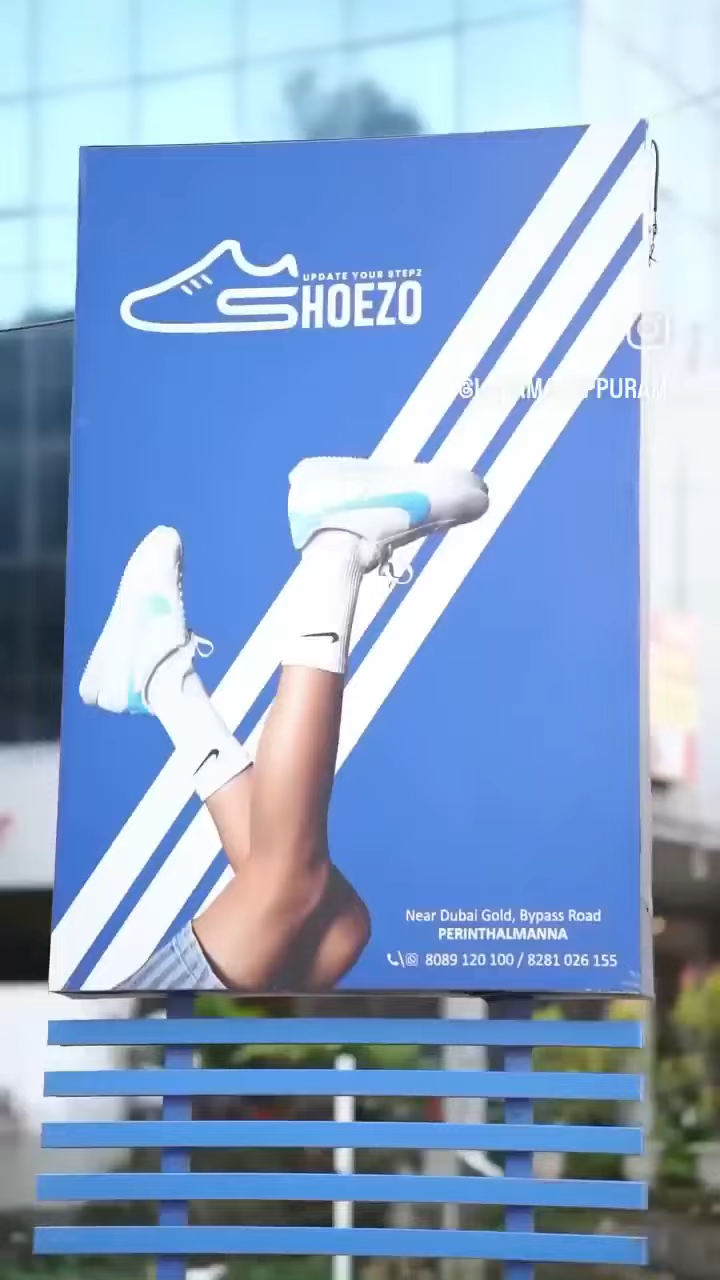 UPDATE YOUR STEPZ
SHOEZO
Near Dubai Gold, Bypass Road
PERINTHALMANNA
8089 120 100 / 8281 026 155